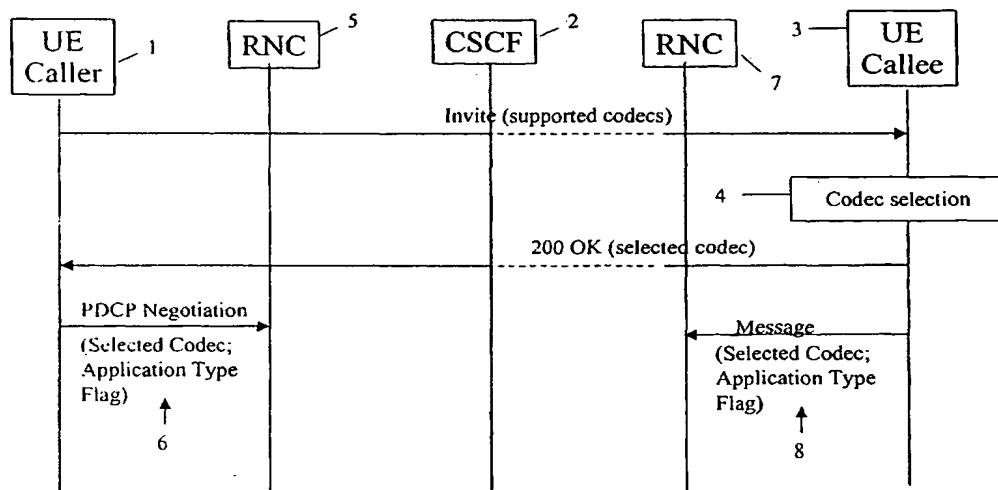 UE
Caller
1
RNC
5
CSCF
2
RNC
7
3
UE
Callee
Invite (supported codecs)
4
Codec selection
200 OK (selected codec)
PDCP Negotiation
(Selected Codec;
Application Type
Flag)
6
Message
(Selected Codec;
Application Type
Flag)
8